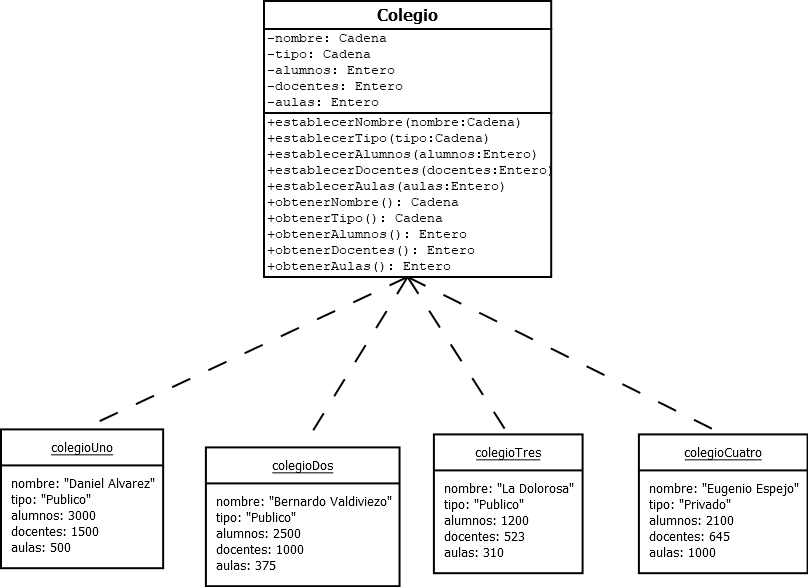 Colegio
-nombre: Cadena
-tipo: Cadena
-alumnos: Entero
-docentes: Entero
-aulas: Entero
+establecerNombre(nombre:Cadena)
+establecerTipo(tipo:Cadena)
+establecerAlumnos(alumnos:Entero)
+establecerDocentes(docentes:Entero)
+establecerAulas(aulas:Entero)
+obtenerNombre(): Cadena
+obtenerTipo(): Cadena
+obtenerAlumnos(): Entero
+obtenerDocentes(): Entero
+obtenerAulas(): Entero
colegioUno
nombre: "Daniel Alvarez"
tipo: "Publico"
alumnos: 3000
docentes: 1500
aulas: 500
colegioDos
nombre: "Bernardo Valdiviezo"
tipo: "Publico"
alumnos: 2500
docentes: 1000
aulas: 375
colegioTres
nombre: "La Dolorosa"
tipo: "Publico"
alumnos: 1200
docentes: 523
aulas: 310
colegioCuatro
nombre: "Eugenio Espejo"
tipo: "Privado"
alumnos: 2100
docentes: 645
aulas: 1000